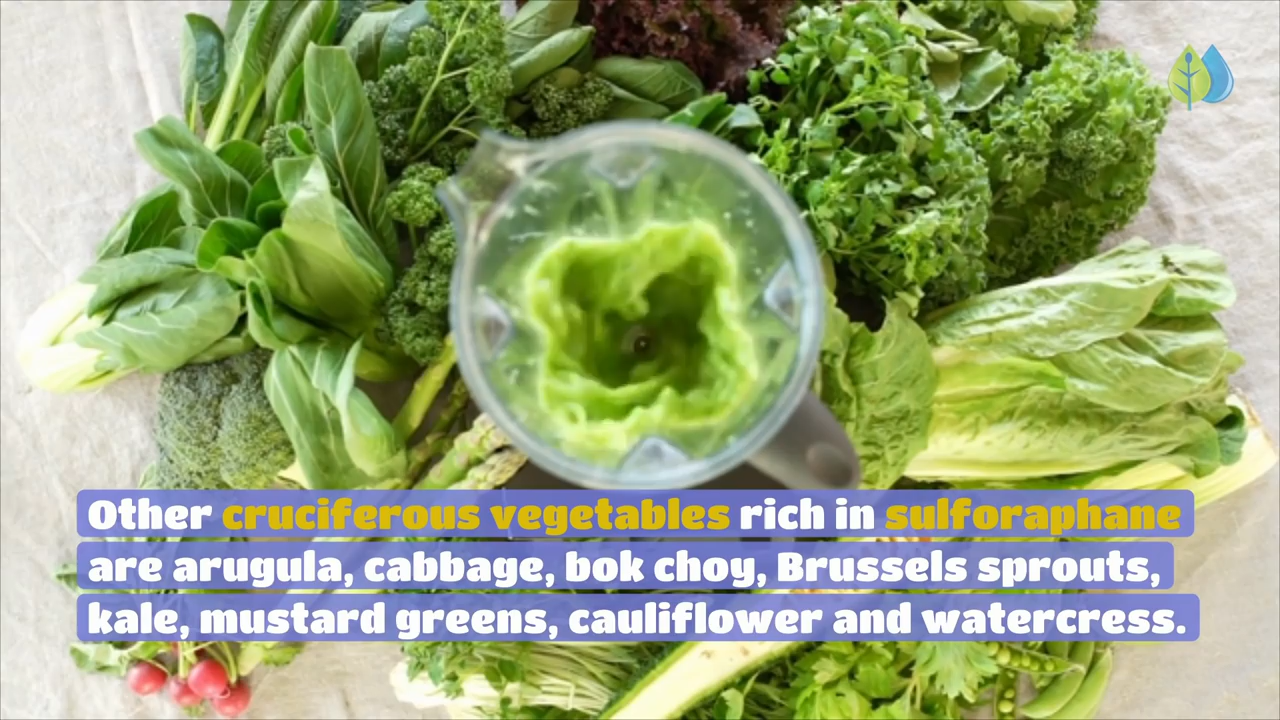 Other cruciferous vegetables rich in sulforaphane
are arugula, cabbage, bok choy, Brussels sprouts,
kale, mustard greens, cauliflower and watercress.